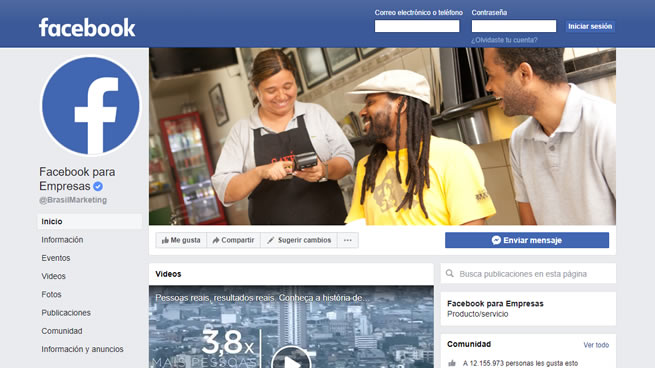 facebook
Correo electrónico o teléfono
Contraseña
Iniciar sesión
¿Olvidaste tu cuenta?
Facebook para
Empresas
@BrasilMarketing
Inicio
Información
Eventos
Videos
Fotos
Publicaciones
Comunidad
Información y anuncios
Me gusta
Compartir
Sugerir cambios
Enviar mensaje
Videos
Pessoas reais, resultados reais. Conheça a história de...
3,8x
MAIS PESSOAS
Busca publicaciones en esta página
Facebook para Empresas
Producto/servicio
Comunidad
Ver todo
A 12.155.973 personas les gusta esto